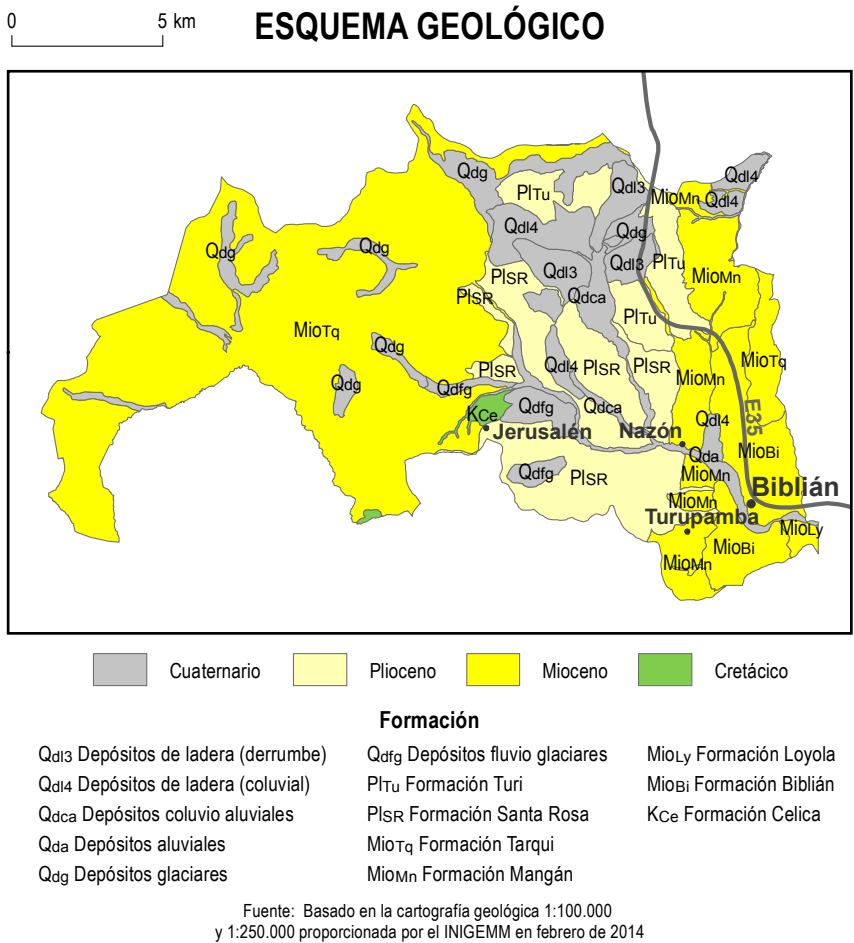 0 5 km
ESQUEMA GEOLÓGICO
Qdg
Qdl4
PlTu
Qdl3
MioMn
Qdl4
Qdl4
Qdg
Qdg
Qdg
Qdl3
Qdl3
PlTu
MioMn
PlSR
PlSR
Qdca
PlTu
MioTq
Qdg
MioTq
Qdg
Qdfg
PlSR
Qdl4
PlSR
PlSR
MioMn
KCe
Qdfg
Qdca
Qdl4
E35
Jerusalén
Nazón
Qda
MioBi
Qdfg
PlSR
MioMn
MioMn
Biblián
Turupamba
MioLy
MioMn
MioBi
Cuaternario Plioceno Mioceno Cretácico
Formación
Qdl3 Depósitos de ladera (derrumbe)
Qdl4 Depósitos de ladera (coluvial)
Qdca Depósitos coluvio aluviales
Qda Depósitos aluviales
Qdg Depósitos glaciares
Qdfg Depósitos fluvio glaciares
PlTu Formación Turi
PlSR Formación Santa Rosa
MioTq Formación Tarqui
MioMn Formación Mangán
MioLy Formación Loyola
MioBi Formación Biblián
KCe Formación Celica
Fuente: Basado en la cartografía geológica 1:100.000
y 1:250.000 proporcionada por el INIGEMM en febrero de 2014